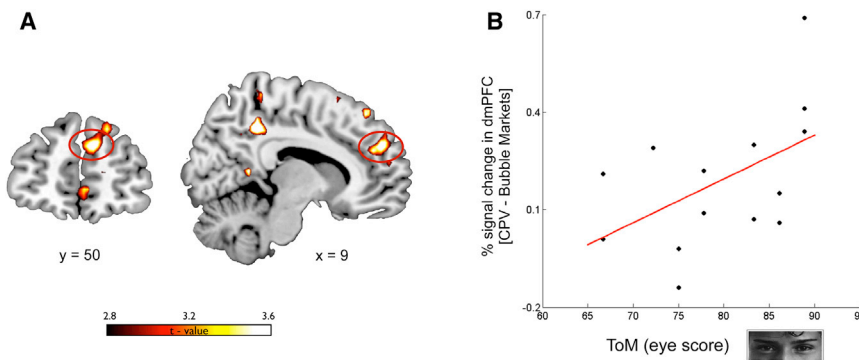 A
y = 50
x = 9
2.8
3.2
3.6
t - value
B
% signal change in dmPFC
[CPV - Bubble Markets]
0.7
0.4
0.1
-0.2
60
65
70
75
80
85
90
95
ToM (eye score)